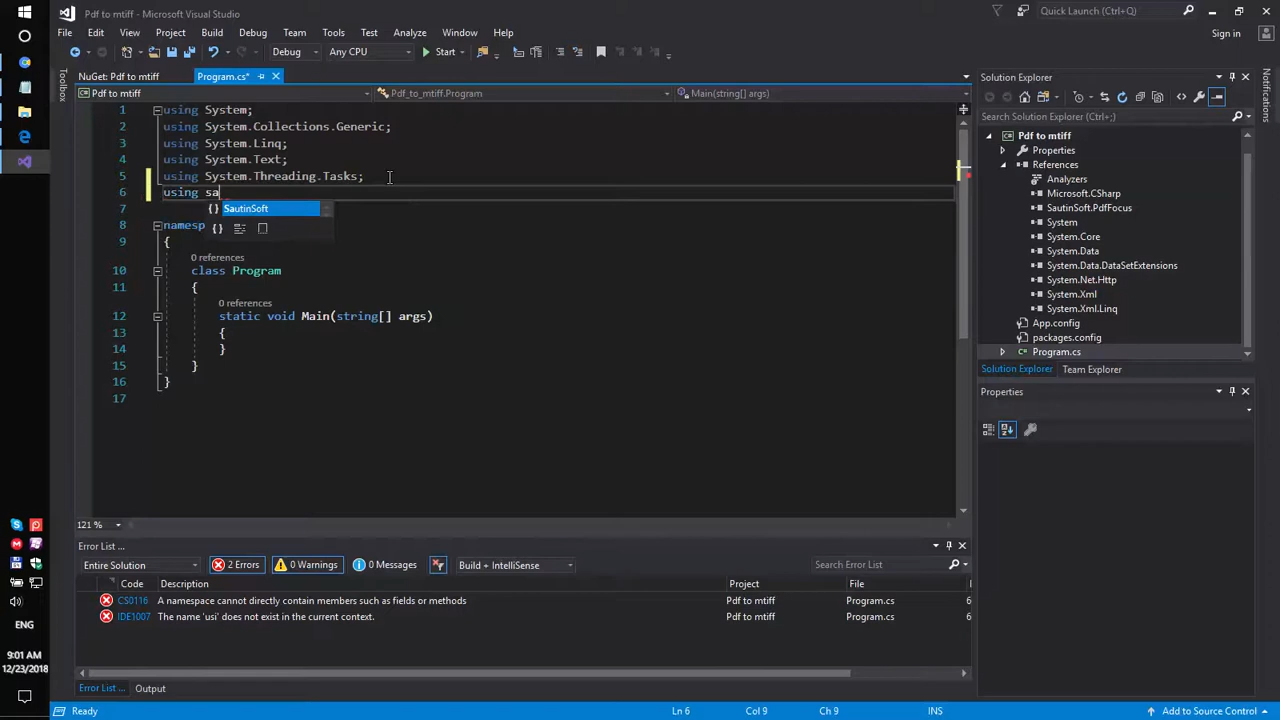 Pdf to mtiff - Microsoft Visual Studio
Quick Launch (Ctrl+Q)
File Edit View Project Build Debug Team Tools Test Analyze Window Help
Sign in
Debug Any CPU Start
Toolbox
NuGet: Pdf to mtiff Program.cs*
Pdf to mtiff Pdf_to_mtiff.Program Main(string[] args)
1 using System;
2 using System.Collections.Generic;
3 using System.Linq;
4 using System.Text;
5 using System.Threading.Tasks;
6 using sa
7 {} SautinSoft
{}
8 namesp
9 {
0 references
10 class Program
11 {
0 references
12 static void Main(string[] args)
13 {
14 }
15 }
16 }
17
121 %
Solution Explorer
Search Solution Explorer (Ctrl+;)
Pdf to mtiff
Properties
References
Analyzers
Microsoft.CSharp
SautinSoft.PdfFocus
System
System.Core
System.Data
System.Data.DataSetExtensions
System.Net.Http
System.Xml
System.Xml.Linq
App.config
packages.config
C# Program.cs
Solution Explorer Team Explorer
Properties
Notifications
Error List ...
Entire Solution 2 Errors 0 Warnings 0 Messages Build + IntelliSense Search Error List
Code Description Project File
CS0116 A namespace cannot directly contain members such as fields or methods Pdf to mtiff Program.cs 6
IDE1007 The name 'usi' does not exist in the current context. Pdf to mtiff Program.cs 6
Error List ... Output
ENG
9:01 AM
12/23/2018
Ready Ln 6 Col 9 Ch 9 INS Add to Source Control